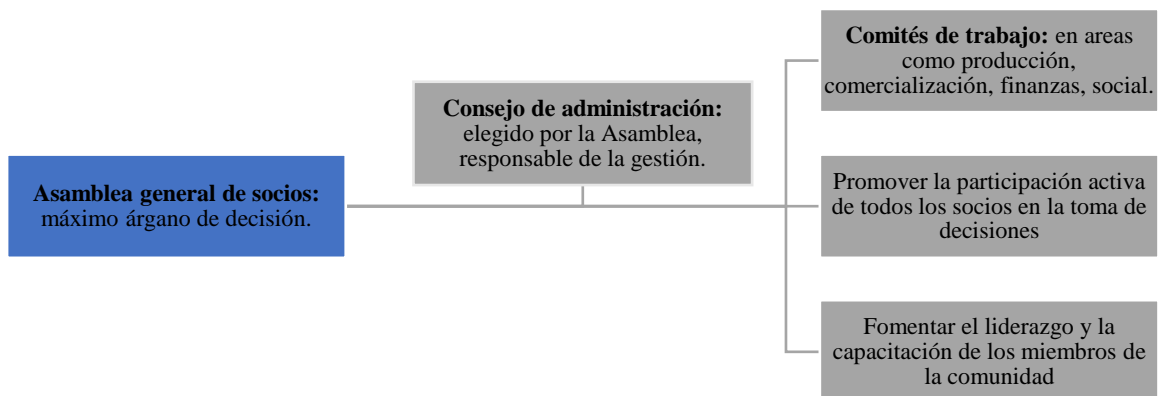 Asamblea general de socios:
máximo árgano de decisión.
Consejo de administración:
elegido por la Asamblea,
responsable de la gestión.
Comités de trabajo: en areas
como producción,
comercialización, finanzas, social.
Promover la participación activa
de todos los socios en la toma de
decisiones
Fomentar el liderazgo y la
capacitación de los miembros de
la comunidad